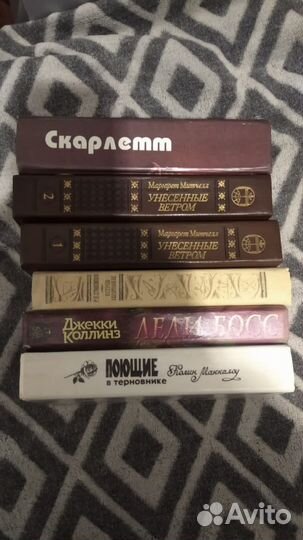 Скарлетт
2
Маргарет Митчелл
УНЕСЕННЫЕ
ВЕТРОМ
1
Маргарет Митчелл
УНЕСЕННЫЕ
ВЕТРОМ
Джекки
Коллинз
ЛЕДИ БОСС
ПОЮЩИЕ
в терновнике
Колин Маккалоу
Avito